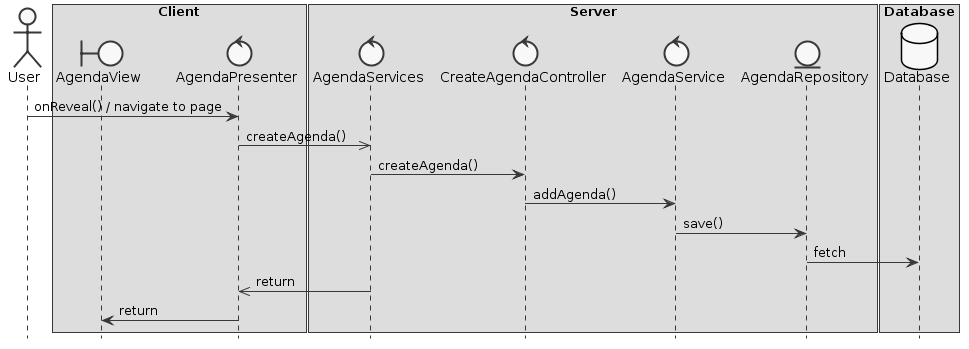 Client
Server
Database
User
AgendaView
AgendaPresenter
AgendaServices
CreateAgendaController
AgendaService
AgendaRepository
Database
onReveal() / navigate to page
createAgenda()
createAgenda()
addAgenda()
save()
fetch
return
return